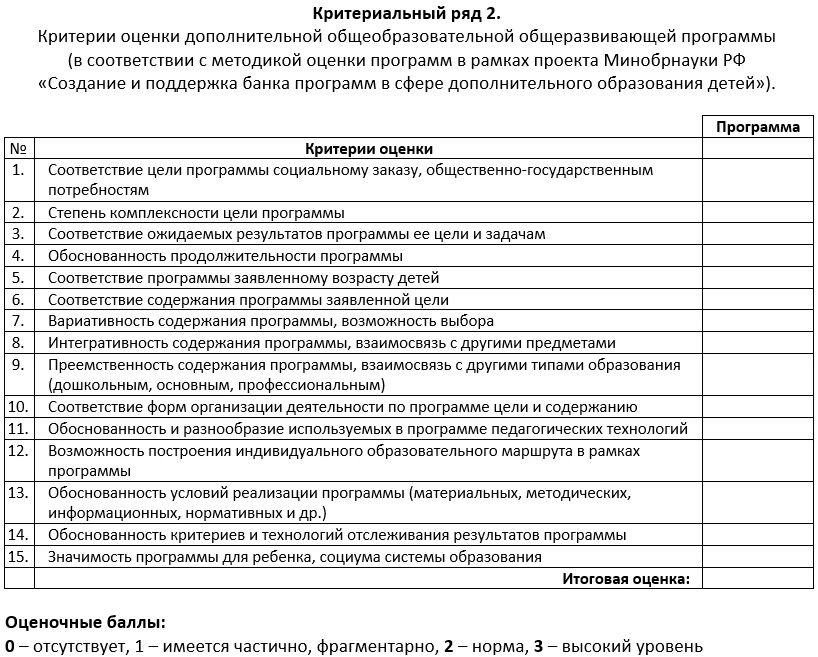 Критериальный ряд 2.
Критерии оценки дополнительной общеобразовательной общеразвивающей программы
(в соответствии с методикой оценки программ в рамках проекта Минобрнауки РФ
«Создание и поддержка банка программ в сфере дополнительного образования детей»).
Программа
№ Критерии оценки
1. Соответствие цели программы социальному заказу, общественно-государственным
потребностям
2. Степень комплексности цели программы
3. Соответствие ожидаемых результатов программы ее цели и задачам
4. Обоснованность продолжительности программы
5. Соответствие программы заявленному возрасту детей
6. Соответствие содержания программы заявленной цели
7. Вариативность содержания программы, возможность выбора
8. Интегративность содержания программы, взаимосвязь с другими предметами
9. Преемственность содержания программы, взаимосвязь с другими типами образования
(дошкольным, основным, профессиональным)
10. Соответствие форм организации деятельности по программе цели и содержанию
11. Обоснованность и разнообразие используемых в программе педагогических технологий
12. Возможность построения индивидуального образовательного маршрута в рамках
программы
13. Обоснованность условий реализации программы (материальных, методических,
информационных, нормативных и др.)
14. Обоснованность критериев и технологий отслеживания результатов программы
15. Значимость программы для ребенка, социума системы образования
Итоговая оценка:
Оценочные баллы:
0 – отсутствует, 1 – имеется частично, фрагментарно, 2 – норма, 3 – высокий уровень